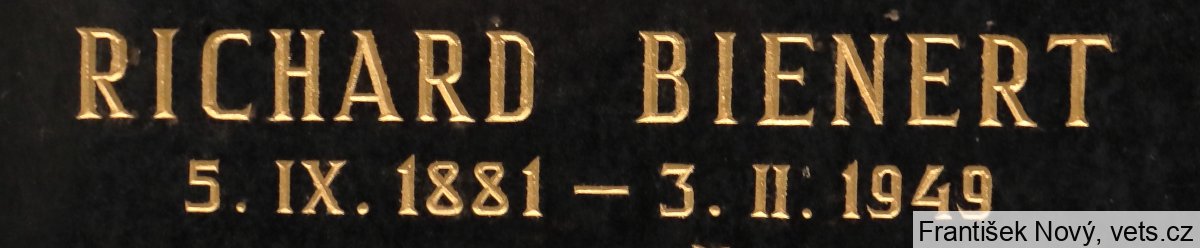 RICHARD BIENERT
5. IX. 1881 – 3. II. 1949
František Nový, vets.cz